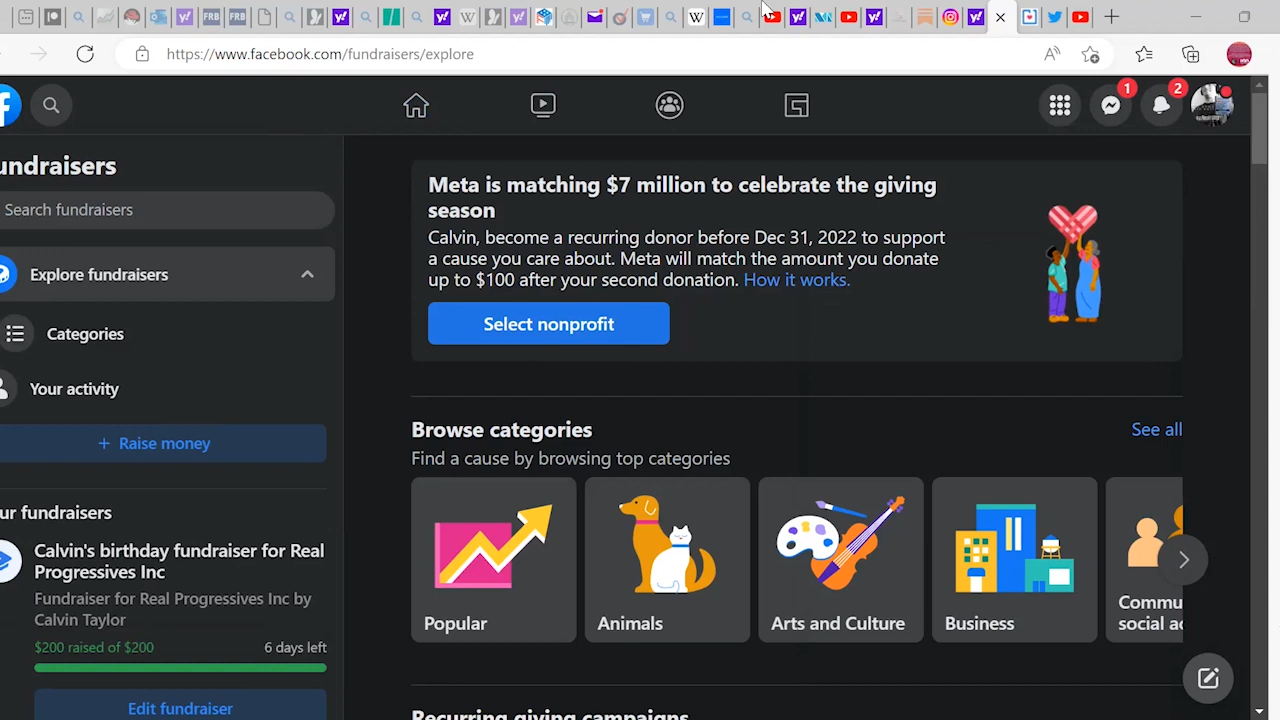 https://www.facebook.com/fundraisers/explore
1
2
undraisers
Search fundraisers
Explore fundraisers
Categories
Your activity
+ Raise money
ur fundraisers
Calvin's birthday fundraiser for Real
Progressives Inc
Fundraiser for Real Progressives Inc by
Calvin Taylor
$200 raised of $200 6 days left
Edit fundraiser
Meta is matching $7 million to celebrate the giving
season
Calvin, become a recurring donor before Dec 31, 2022 to support
a cause you care about. Meta will match the amount you donate
up to $100 after your second donation. How it works.
Select nonprofit
Browse categories See all
Find a cause by browsing top categories
Popular
Animals
Arts and Culture
Business
Commu
social ac
Recurring giving campaigns